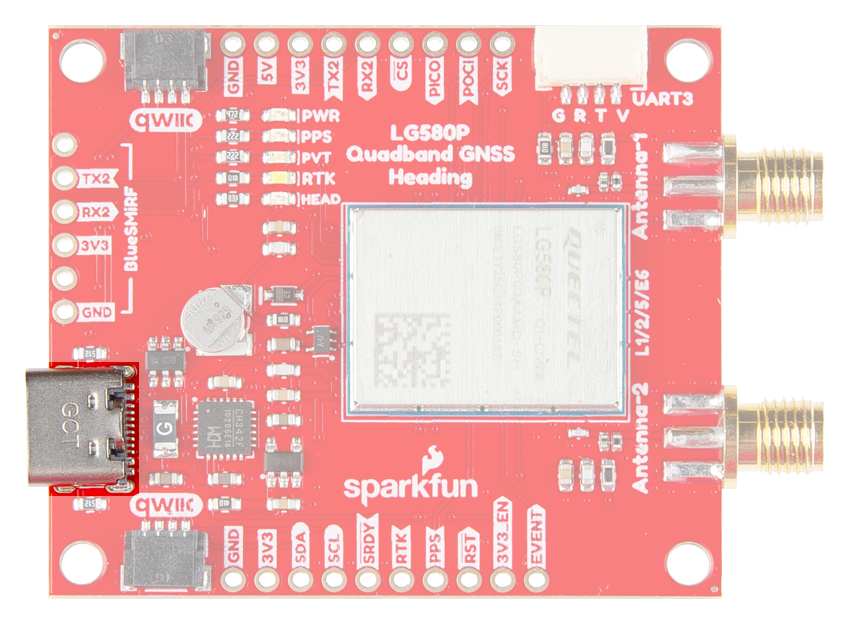 GND
5V
3V3
TX2
RX2
CS
PICO
POCI
SCK
UART3
G R T V
qwiic
PWR
PPS
PVT
RTK
HEAD
LG580P
Quadband GNSS
Heading
Antenna-1
TX2
RX2
3V3
GND
BlueSMiRF
QUECTEL
LG580P
L1/2/5/E6
GCT
G
Antenna-2
sparkfun
qwiic
GND
3V3
SDA
SCL
SRDY
RTK
PPS
RST
3V3_EN
EVENT